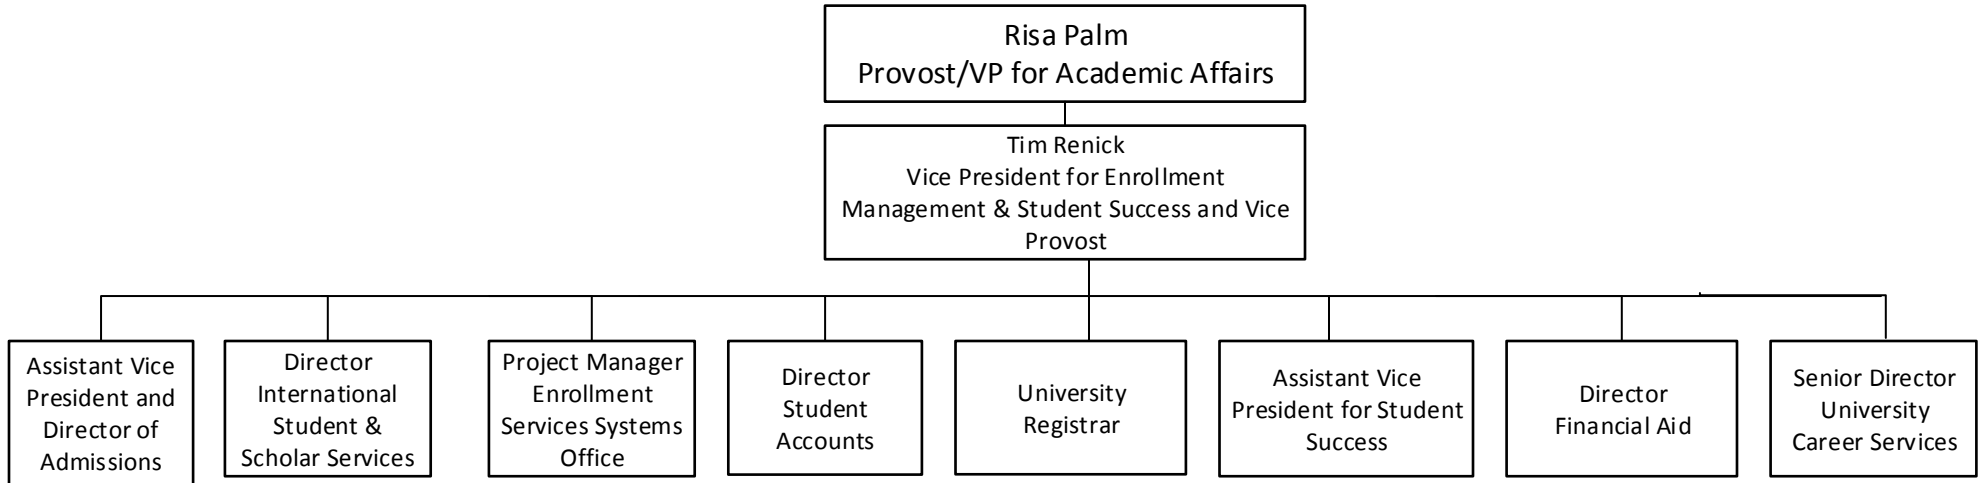 Risa Palm
Provost/VP for Academic Affairs
Tim Renick
Vice President for Enrollment
Management & Student Success and Vice
Provost
Assistant Vice
President and
Director of
Admissions
Director
International
Student &
Scholar Services
Project Manager
Enrollment
Services Systems
Office
Director
Student
Accounts
University
Registrar
Assistant Vice
President for Student
Success
Director
Financial Aid
Senior Director
University
Career Services